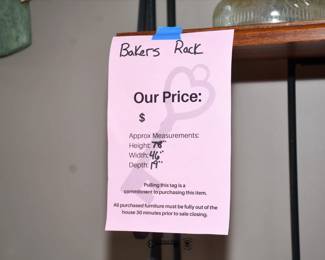 Bakers Rack
Our Price:
$
Approx Measurements:
Height: 78"
Width: 46"
Depth: 19"
Pulling this tag is a
commitment to purchasing this item.
All purchased furniture must be fully out of the
house 30 minutes prior to sale closing.